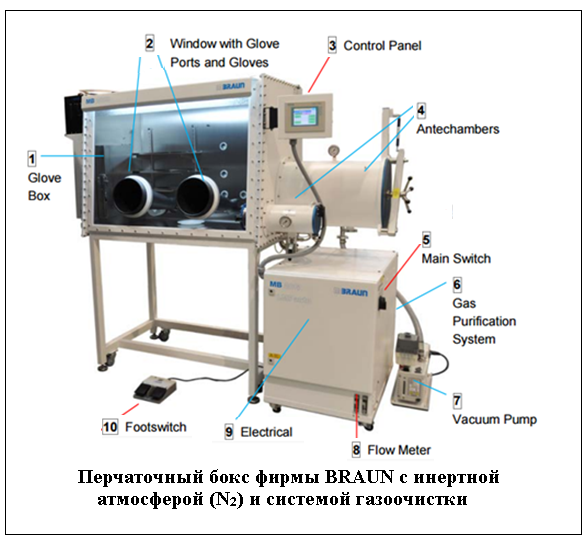 2 Window with Glove
Ports and Gloves
3 Control Panel
BRAUN
MB
4
Antechambers
1
Glove
Box
5
Main Switch
6
Gas
Purification
System
MB
BRAUN
7
Vacuum Pump
10 Footswitch
9 Electrical
8 Flow Meter
Перчаточный бокс фирмы BRAUN с инертной
атмосферой (N₂) и системой газоочистки